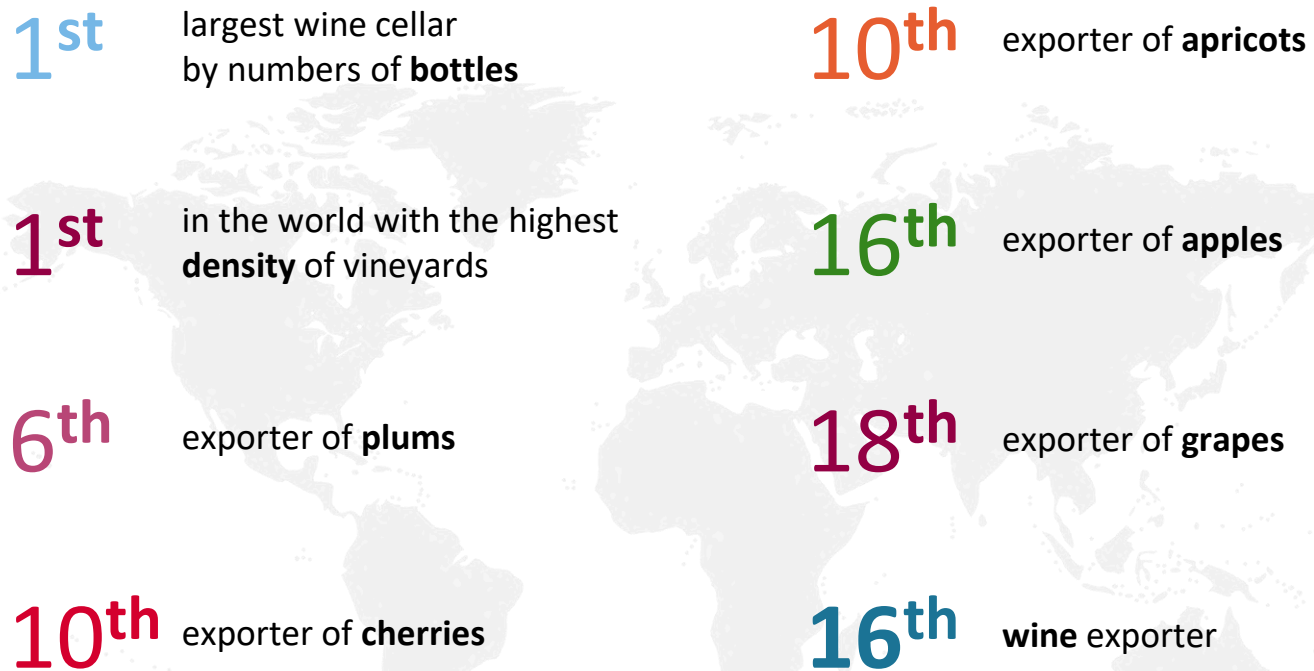 1st
largest wine cellar
by numbers of bottles
1st
in the world with the highest
density of vineyards
6th
exporter of plums
10th
exporter of cherries
10th
exporter of apricots
16th
exporter of apples
18th
exporter of grapes
16th
wine exporter